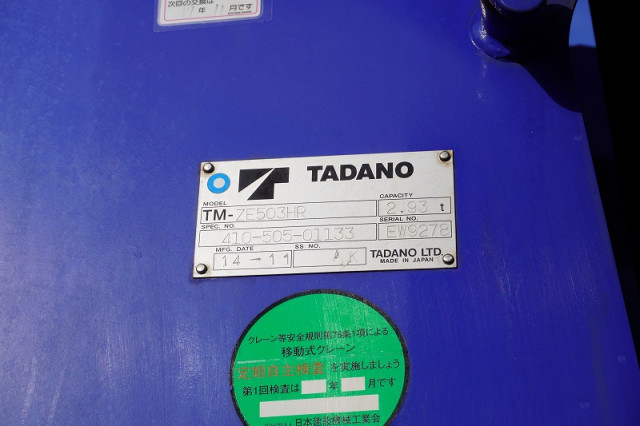 次回の交換は
年 月です
TADANO
MODEL
TM-ZE503HR
CAPACITY
2.93 t
SPEC. NO.
410-505-01133
SERIAL NO.
EW9278
MFG. DATE
14-11
SS NO.
TADANO LTD.
MADE IN JAPAN
クレーン等安全規則第76条1項による
移動式クレーン
定期自主検査を実施しましょう
第1回検査は 年 月です
日本建設機械工業会